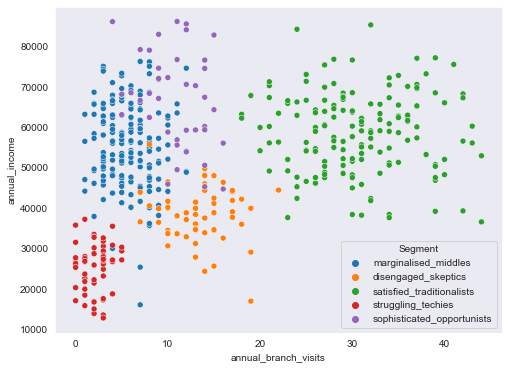 annual_income
80000
70000
60000
50000
40000
30000
20000
10000
0
10
20
30
40
annual_branch_visits
Segment
marginalised_middles
disengaged_skeptics
satisfied_traditionalists
struggling_techies
sophisticated_opportunists